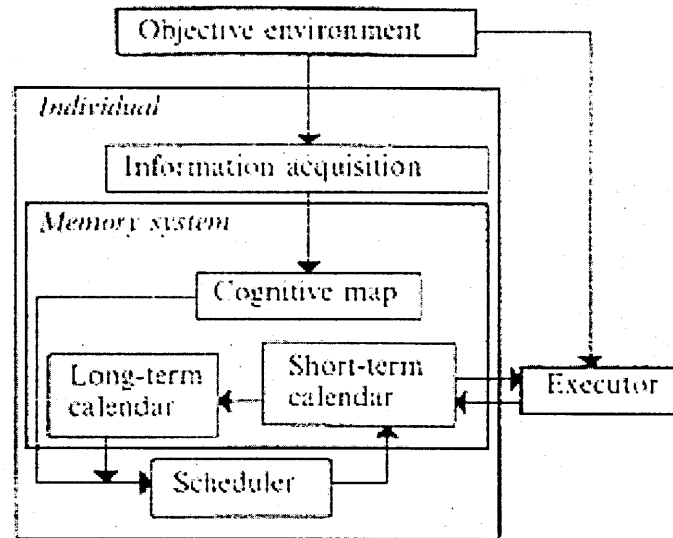 Objective environment
Individual
Information acquisition
Memory system
Cognitive map
Long-term
calendar
Short-term
calendar
Executor
Scheduler